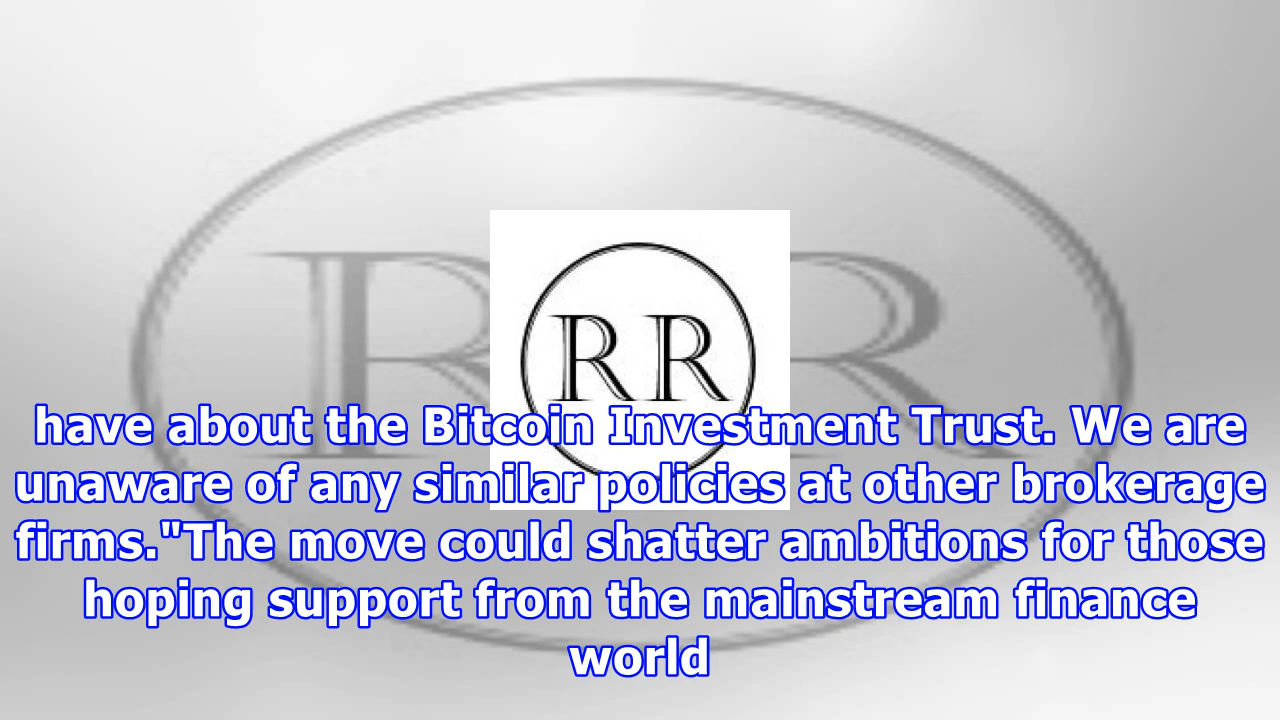 R R
have about the Bitcoin Investment Trust. We are
unaware of any similar policies at other brokerage
firms."The move could shatter ambitions for those
hoping support from the mainstream finance
world